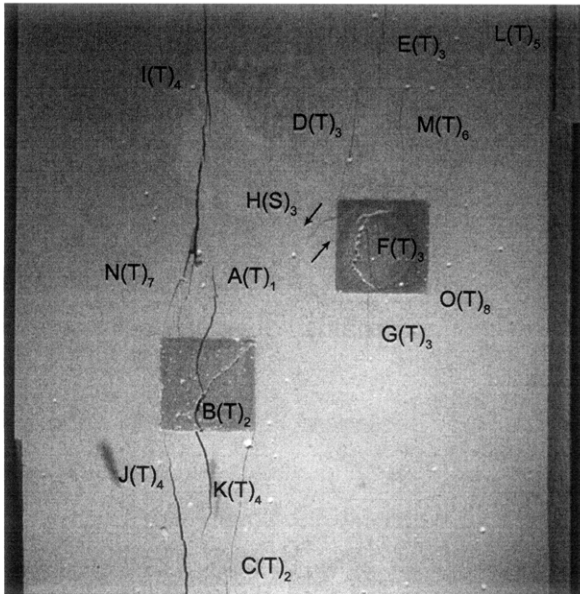 E(T)₃
L(T)₅
I(T)₄
D(T)₃
M(T)₆
H(S)₃
F(T)₃
N(T)₇
A(T)₁
O(T)₈
G(T)₃
B(T)₂
J(T)₄
K(T)₄
C(T)₂